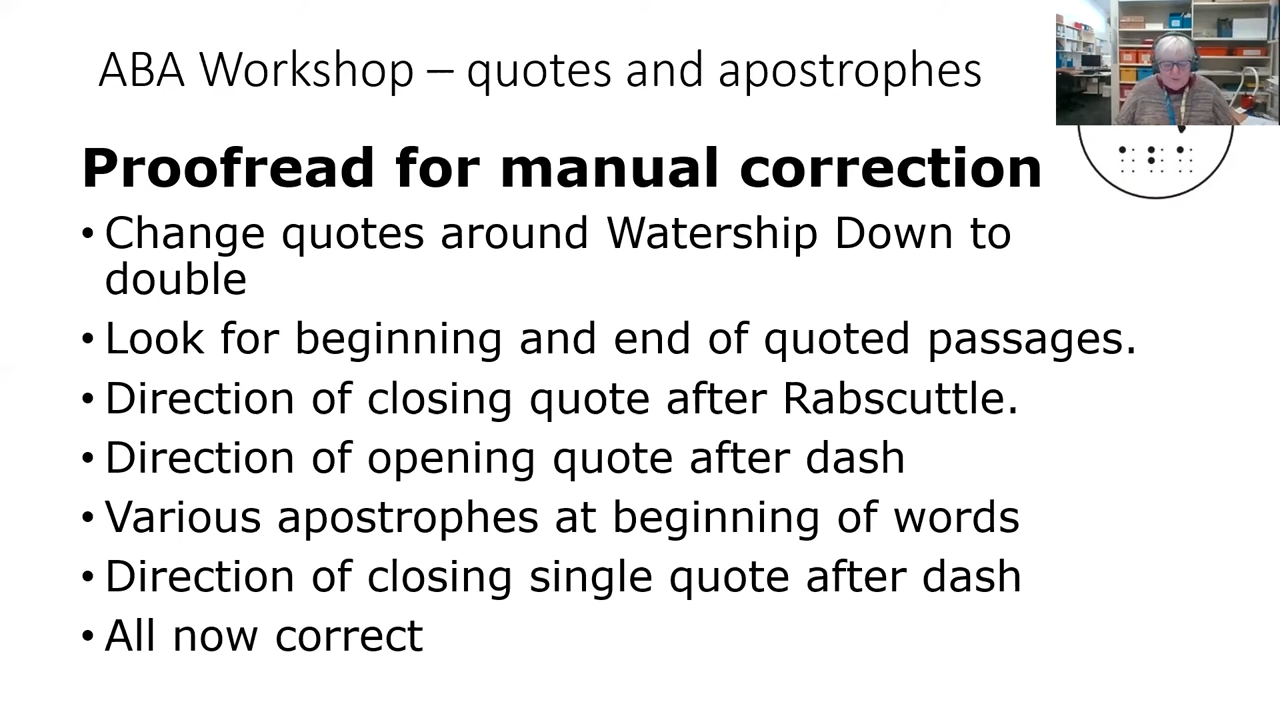 ABA Workshop – quotes and apostrophes
Proofread for manual correction
• Change quotes around Watership Down to
double
• Look for beginning and end of quoted passages.
• Direction of closing quote after Rabscuttle.
• Direction of opening quote after dash
• Various apostrophes at beginning of words
• Direction of closing single quote after dash
• All now correct